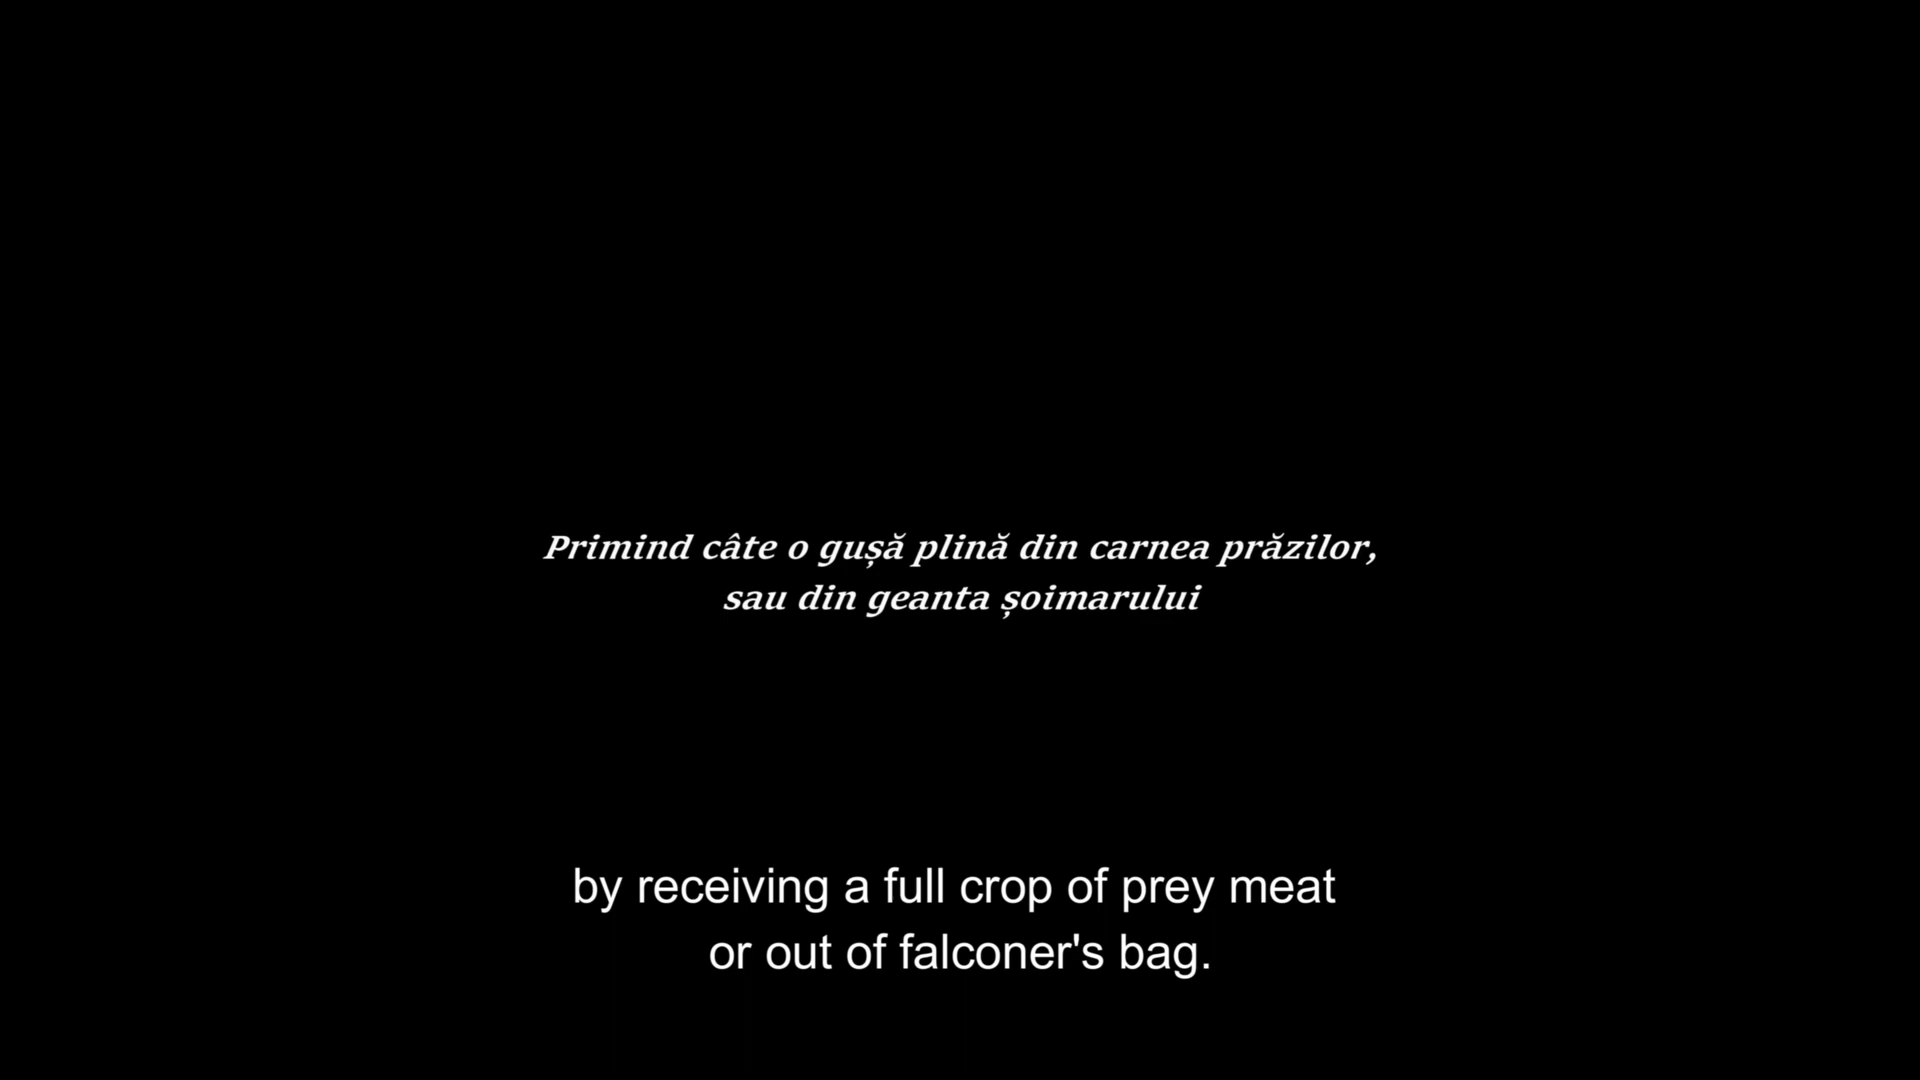 Primind câte o gușă plină din carnea prăzilor,
sau din geanta șoimarului
by receiving a full crop of prey meat
or out of falconer's bag.